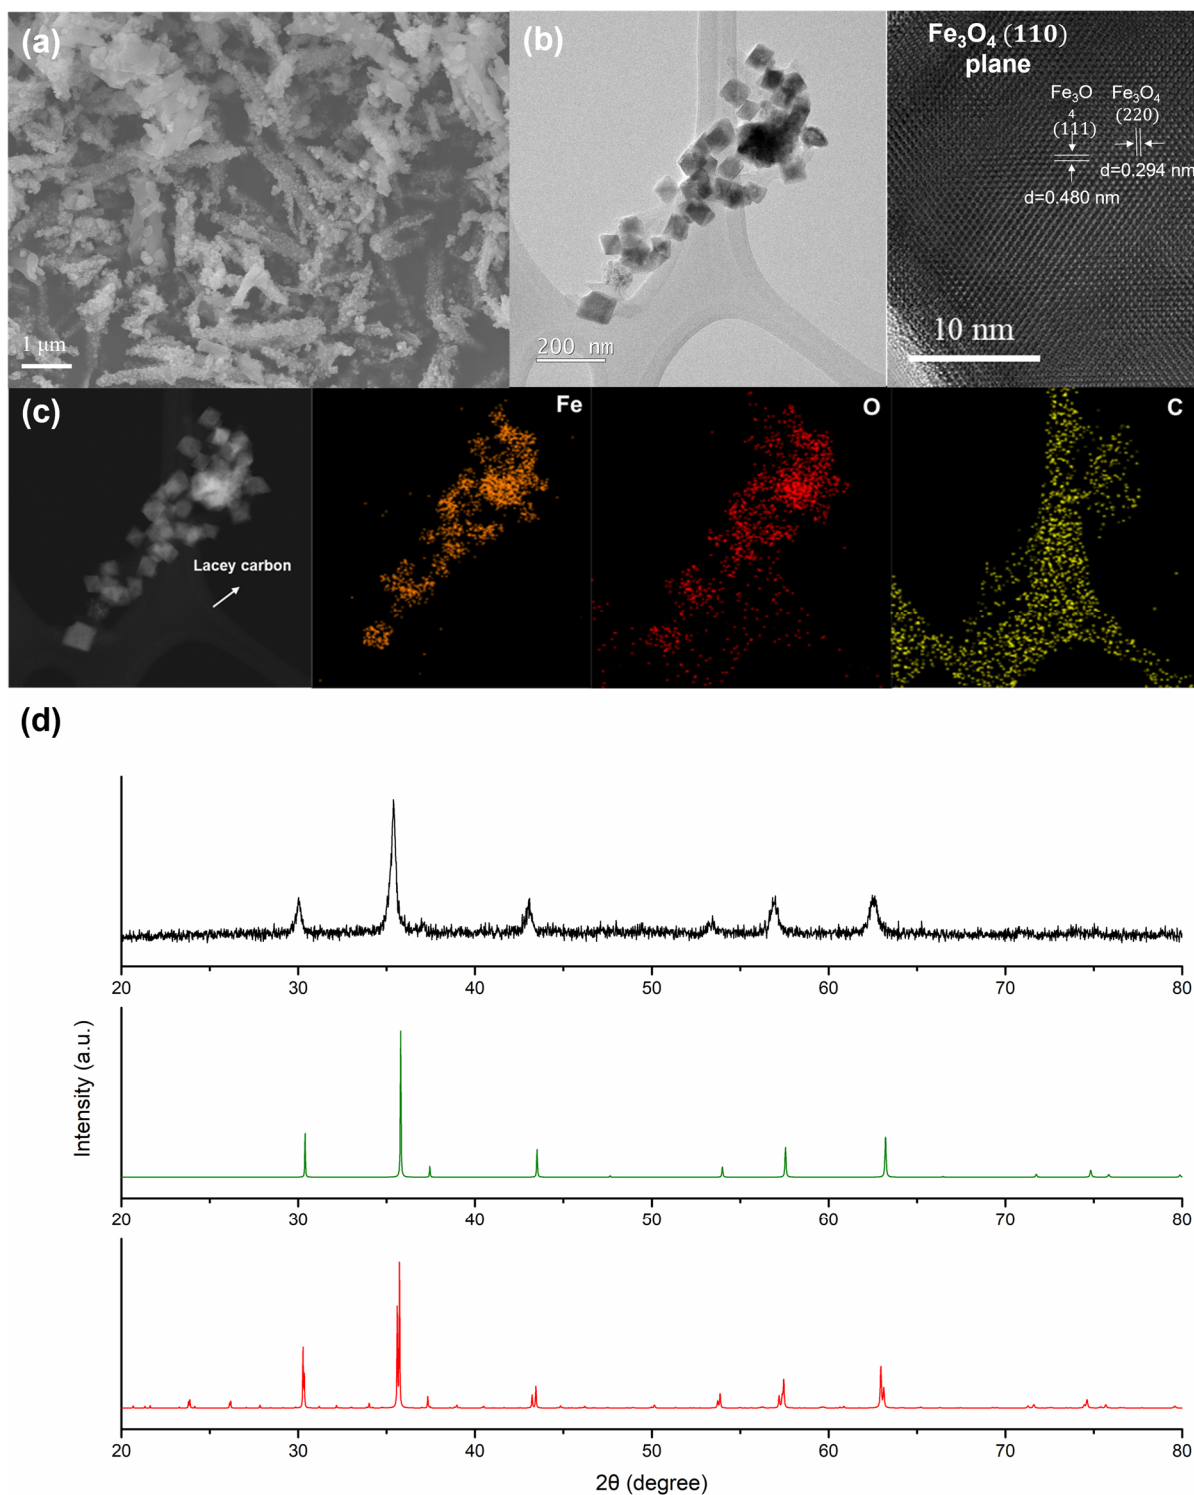 (a)
1 μm
(b)
200 nm
Fe₃O₄ (110)
plane
Fe₃O
4
(111)
d=0.480 nm
Fe₃O₄
(220)
d=0.294 nm
10 nm
(c)
Lacey carbon
Fe
O
C
(d)
Intensity (a.u.)
20 30 40 50 60 70 80
20 30 40 50 60 70 80
20 30 40 50 60 70 80
2θ (degree)